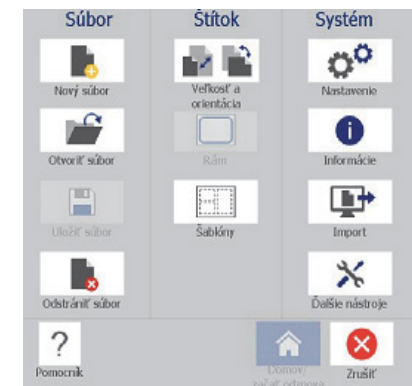 Súbor
Nový súbor
Otvoriť súbor
Uložiť súbor
Odstrániť súbor
Štítok
Veľkosť a
orientácia
Rám
Šablóny
Systém
Nastavenie
Informácie
Import
Ďalšie nástroje
?
Pomocník
Domov/
začať odznova
Zrušiť